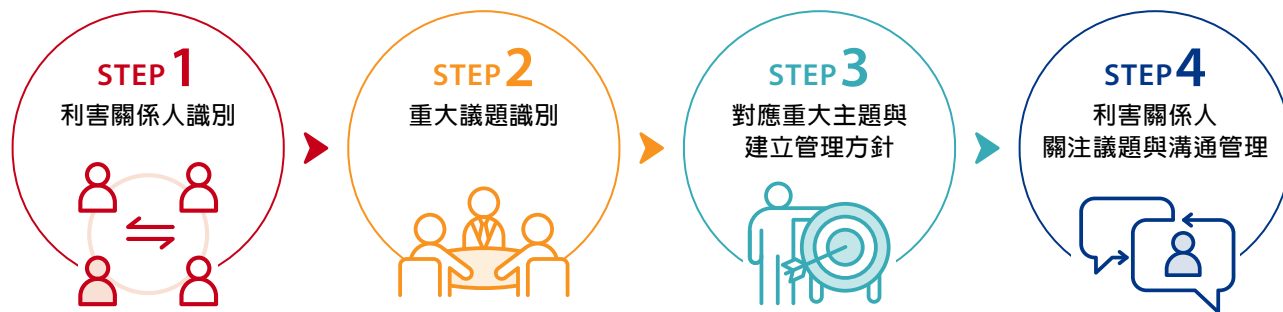 STEP 1
利害關係人識別
STEP 2
重大議題識別
STEP 3
對應重大主題與
建立管理方針
STEP 4
利害關係人
關注議題與溝通管理